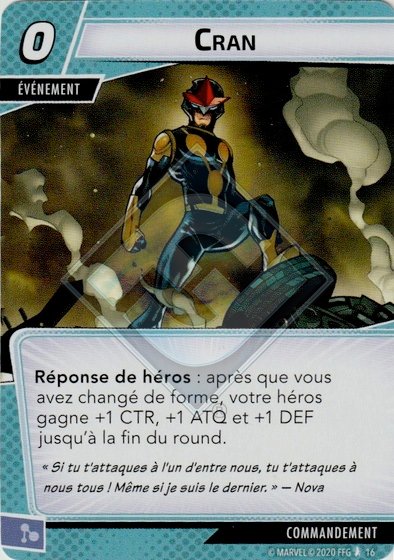 0
CRAN
ÉVÉNEMENT
Réponse de héros : après que vous
avez changé de forme, votre héros
gagne +1 CTR, +1 ATQ et +1 DEF
jusqu'à la fin du round.
« Si tu t'attaques à l'un d'entre nous, tu t'attaques à
nous tous ! Même si je suis le dernier. » – Nova
COMMANDEMENT
© MARVEL © 2020 FFG 16